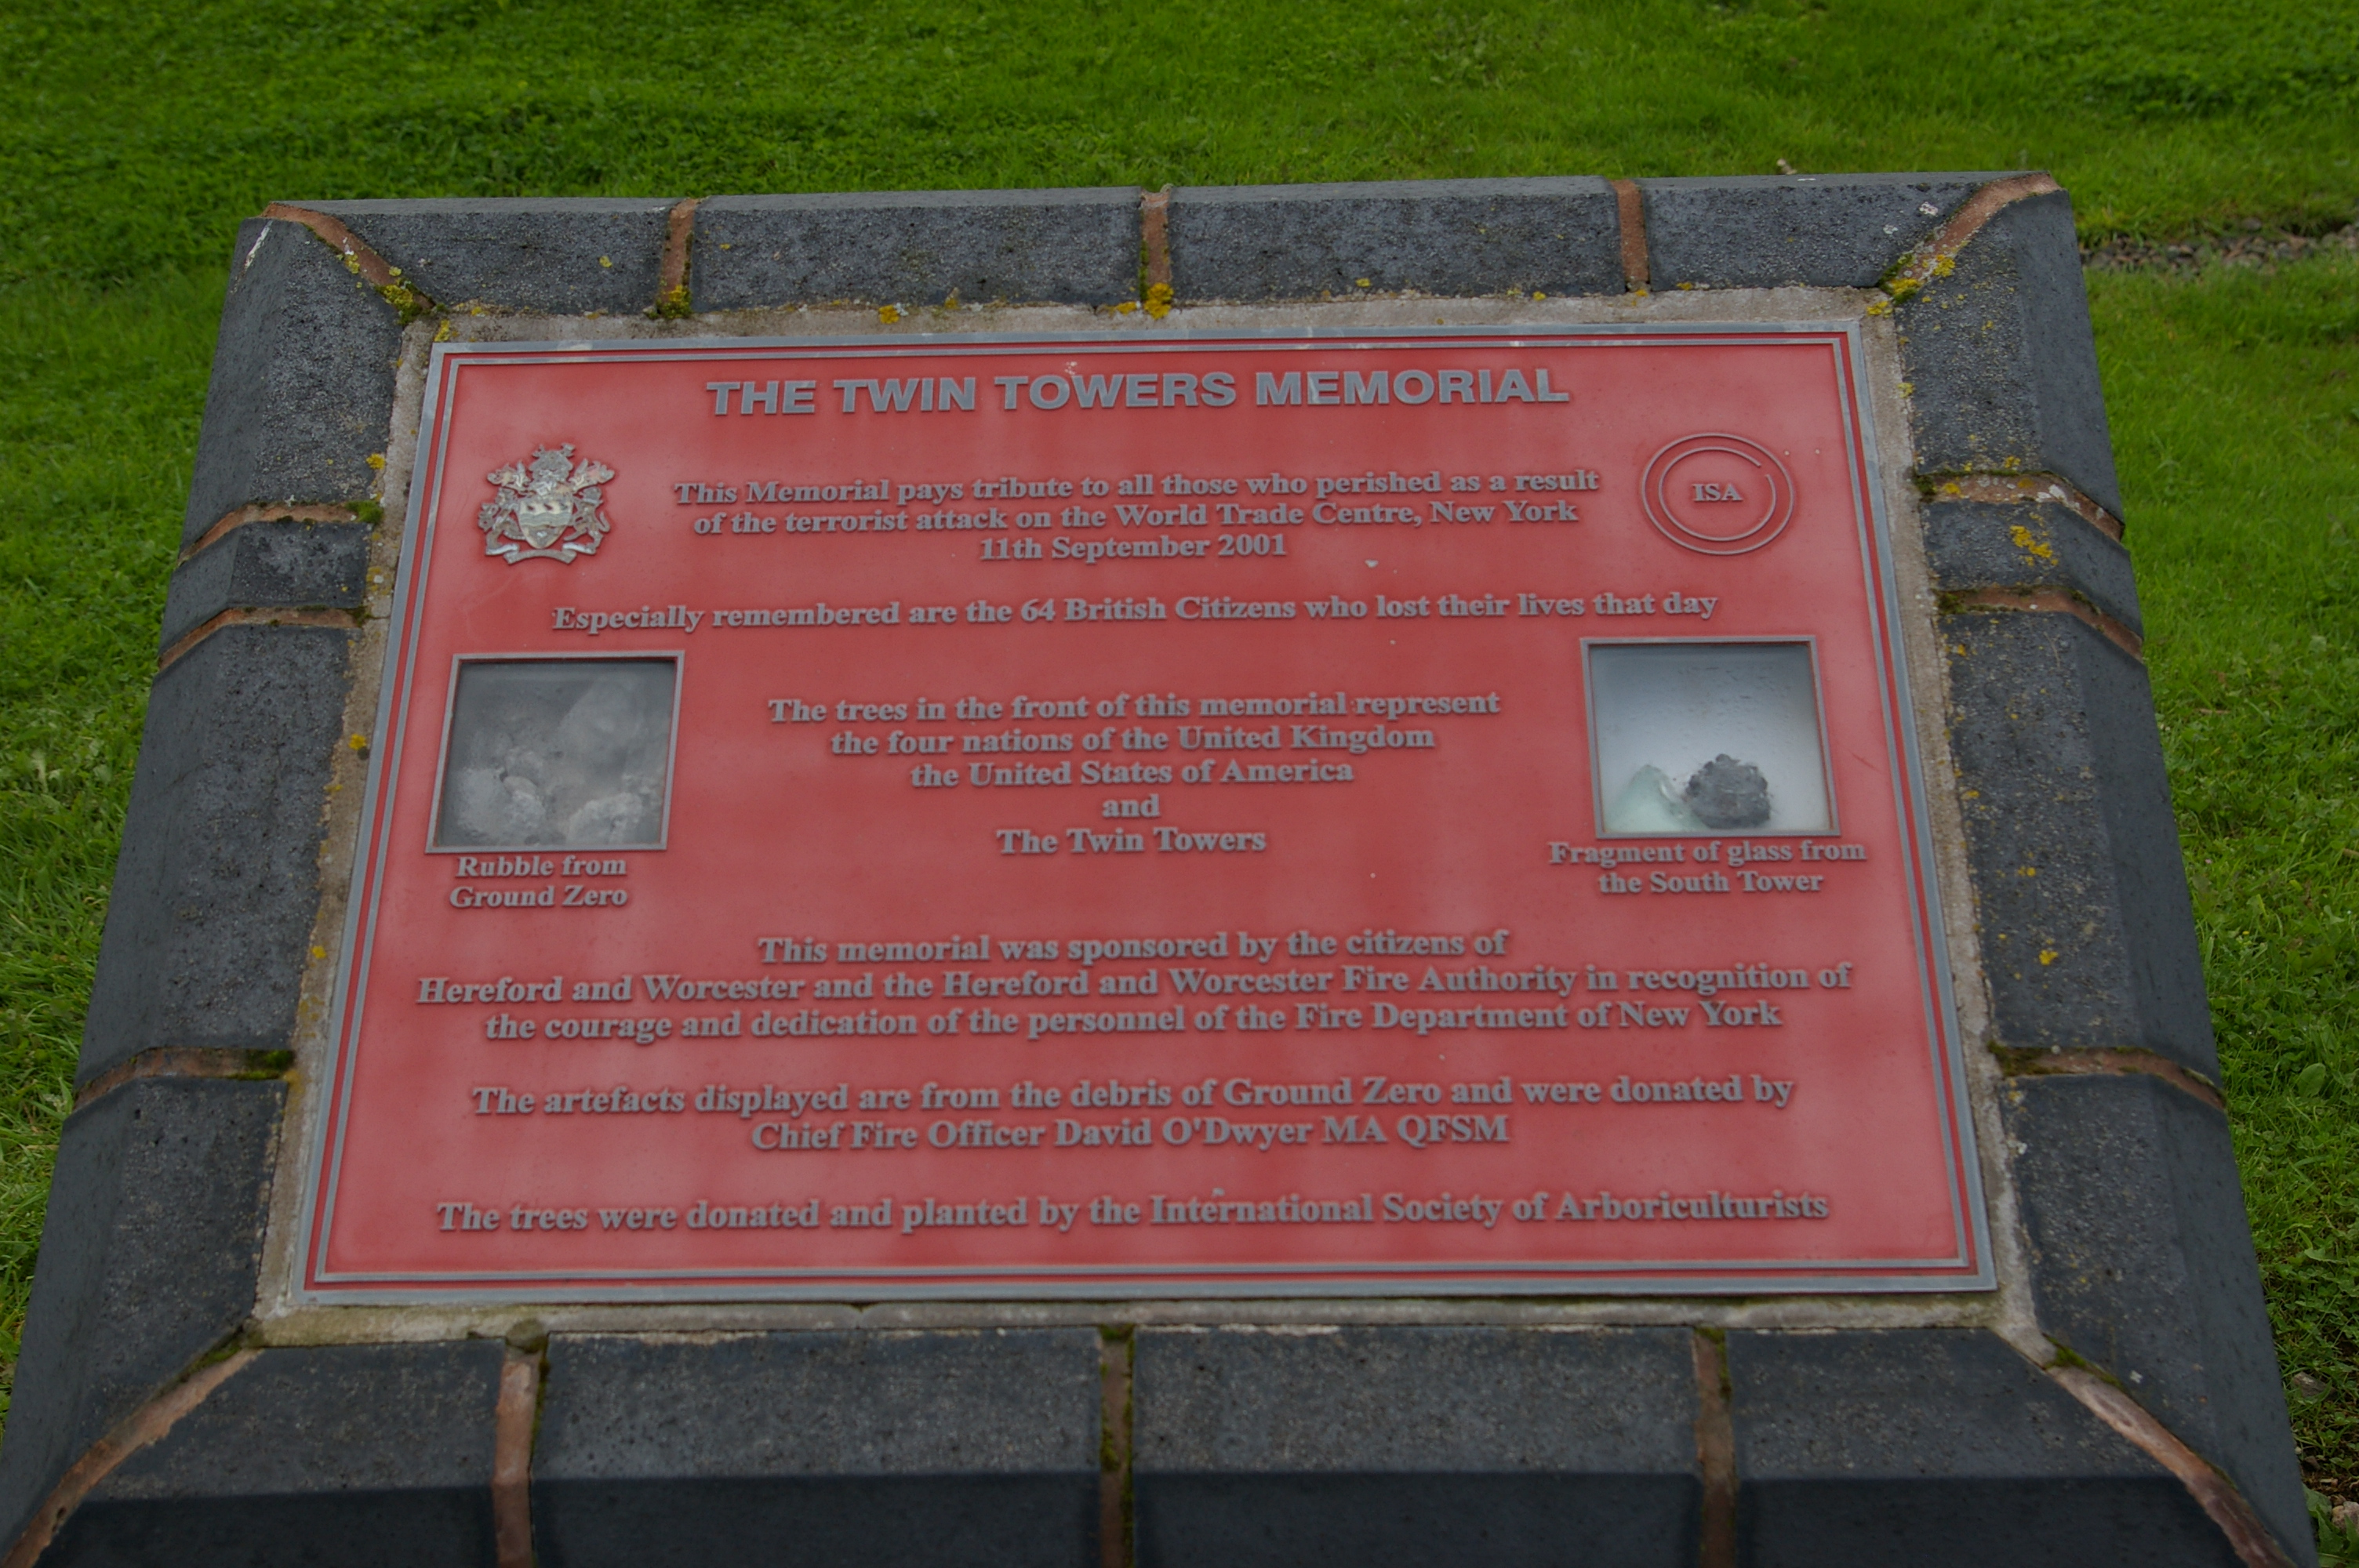 THE TWIN TOWERS MEMORIAL
This Memorial pays tribute to all those who perished as a result
of the terrorist attack on the World Trade Centre, New York
11th September 2001
ISA
Especially remembered are the 64 British Citizens who lost their lives that day
The trees in the front of this memorial represent
the four nations of the United Kingdom
the United States of America
and
The Twin Towers
Rubble from
Ground Zero
Fragment of glass from
the South Tower
This memorial was sponsored by the citizens of
Hereford and Worcester and the Hereford and Worcester Fire Authority in recognition of
the courage and dedication of the personnel of the Fire Department of New York
The artefacts displayed are from the debris of Ground Zero and were donated by
Chief Fire Officer David O'Dwyer MA QFSM
The trees were donated and planted by the International Society of Arboriculturists